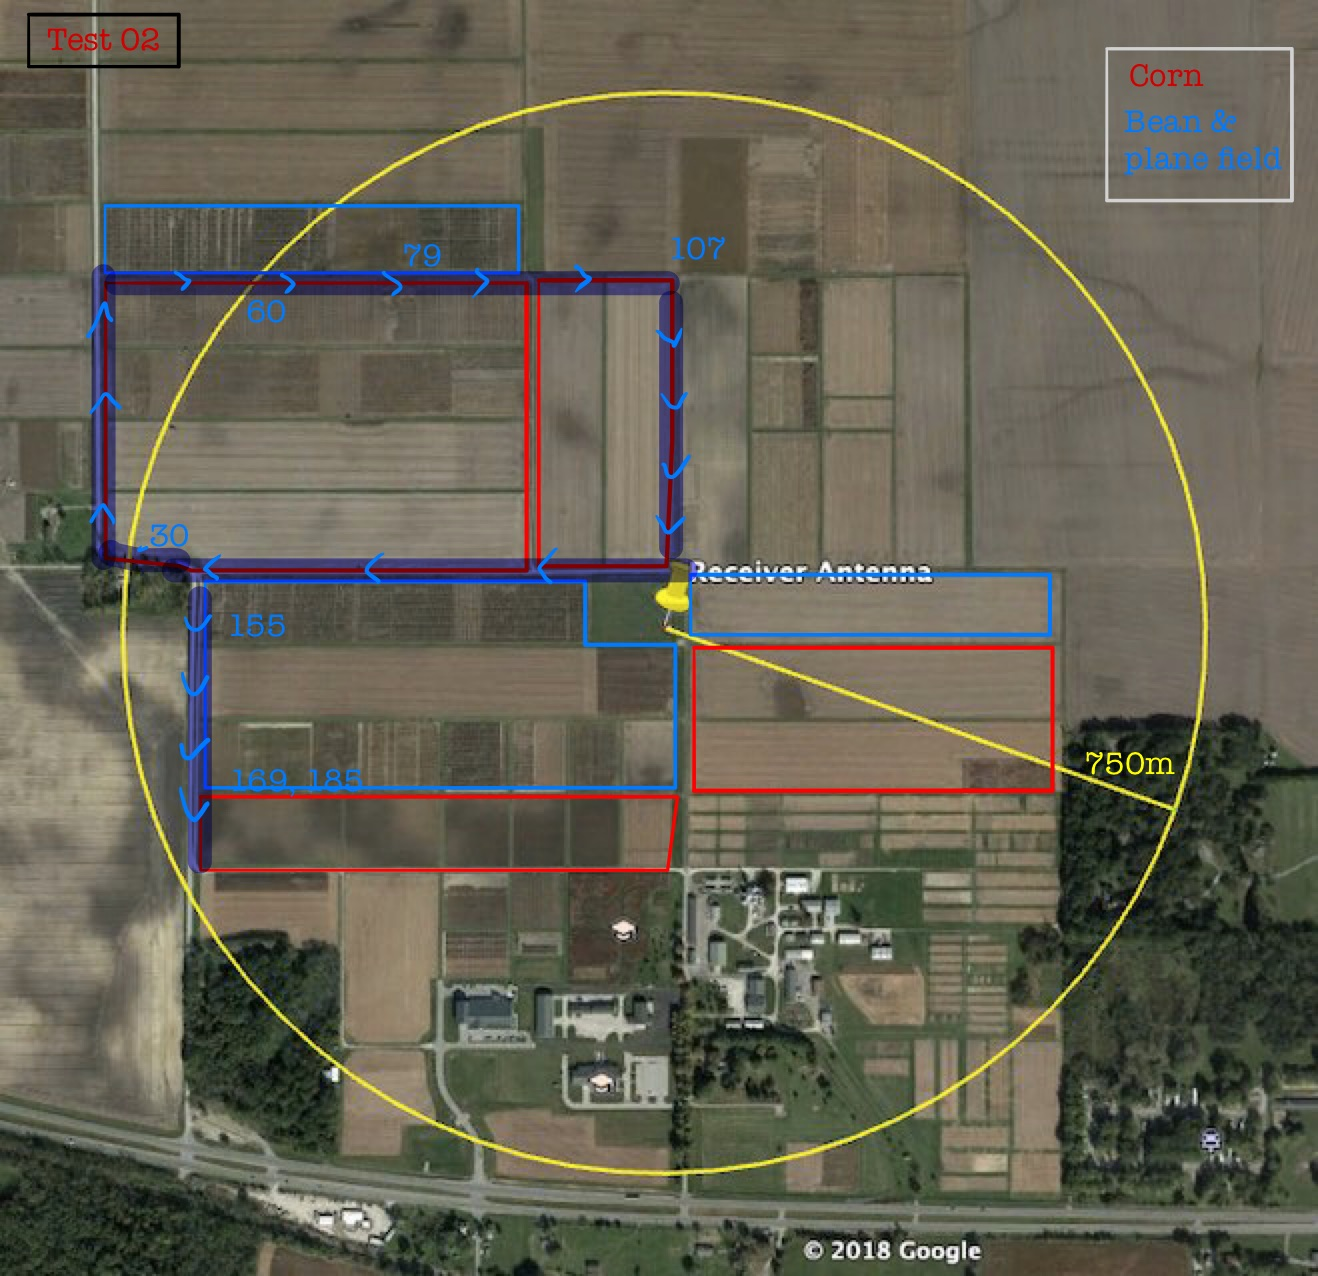 Test 02
Corn
Bean &
plane field
79
107
60
30
Receiver Antenna
155
750m
169, 185
© 2018 Google